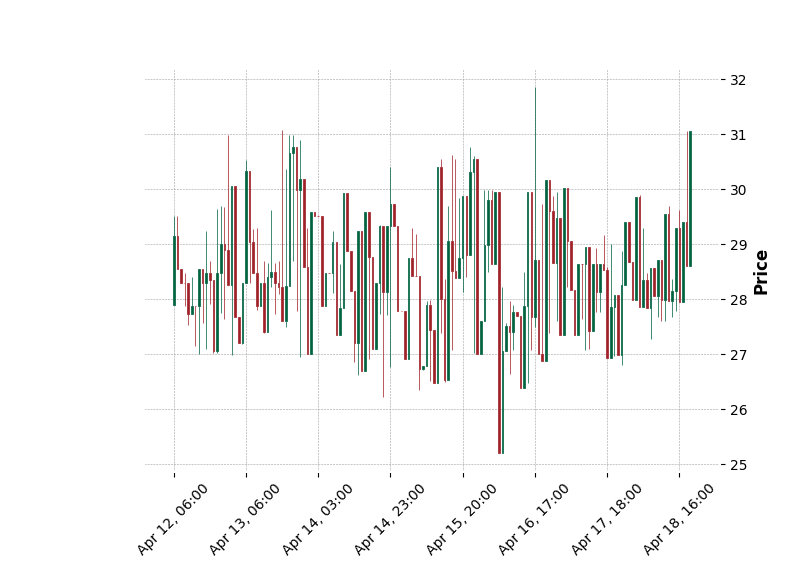 32
31
30
29
28
27
26
25
Price
Apr 12, 06:00
Apr 13, 06:00
Apr 14, 03:00
Apr 14, 23:00
Apr 15, 20:00
Apr 16, 17:00
Apr 17, 18:00
Apr 18, 16:00